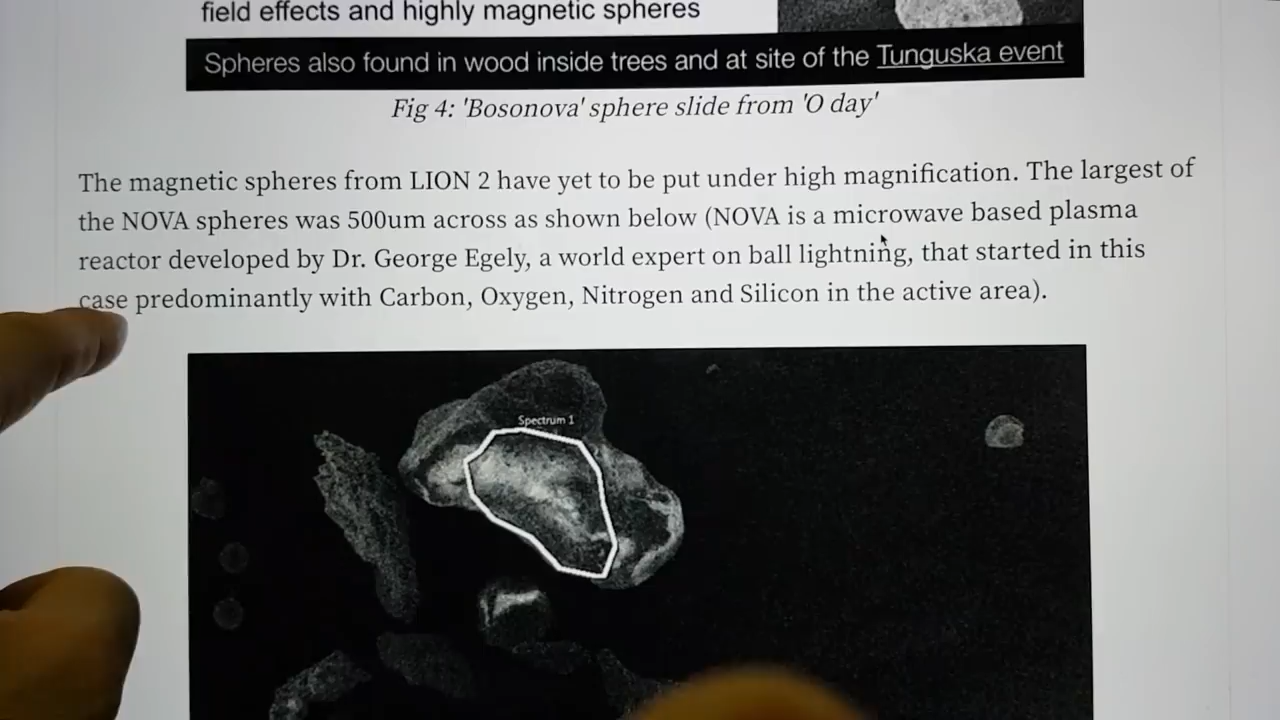 field effects and highly magnetic spheres
Spheres also found in wood inside trees and at site of the Tunguska event
Fig 4: 'Bosonova' sphere slide from 'O day'
The magnetic spheres from LION 2 have yet to be put under high magnification. The largest of
the NOVA spheres was 500um across as shown below (NOVA is a microwave based plasma
reactor developed by Dr. George Egely, a world expert on ball lightning, that started in this
case predominantly with Carbon, Oxygen, Nitrogen and Silicon in the active area).
Spectrum 1